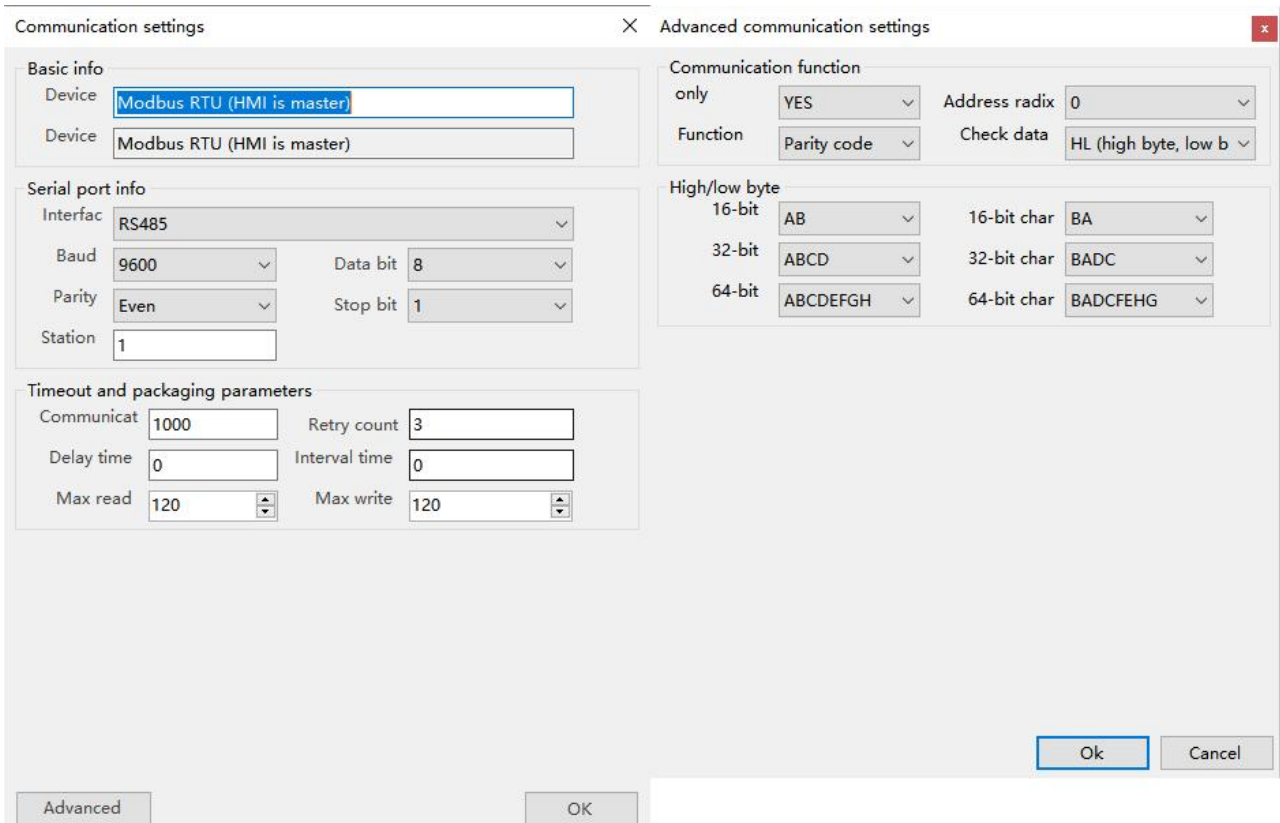 Communication settings
Basic info
Device Modbus RTU (HMI is master)
Device Modbus RTU (HMI is master)
Serial port info
Interfac RS485
Baud 9600 Data bit 8
Parity Even Stop bit 1
Station 1
Timeout and packaging parameters
Communicat 1000 Retry count 3
Delay time 0 Interval time 0
Max read 120 Max write 120
Advanced OK
Advanced communication settings x
Communication function
only YES Address radix 0
Function Parity code Check data HL (high byte, low b
High/low byte
16-bit AB 16-bit char BA
32-bit ABCD 32-bit char BADC
64-bit ABCDEFGH 64-bit char BADCFEHG
Ok Cancel